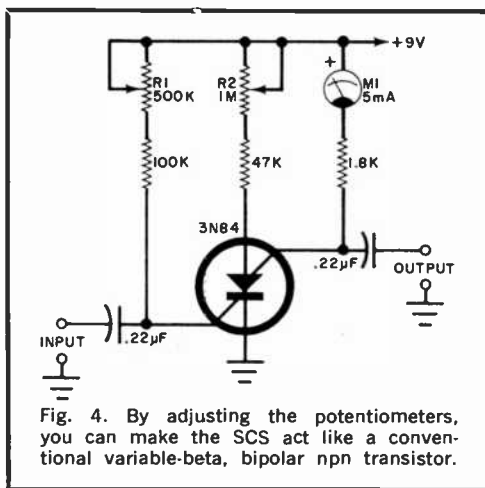 +9V
+
R1
500K
R2
1M
M1
5mA
100K
47K
1.8K
3N84
.22µF
OUTPUT
INPUT
.22µF
Fig. 4. By adjusting the potentiometers,
you can make the SCS act like a conven-
tional variable-beta, bipolar npn transistor.